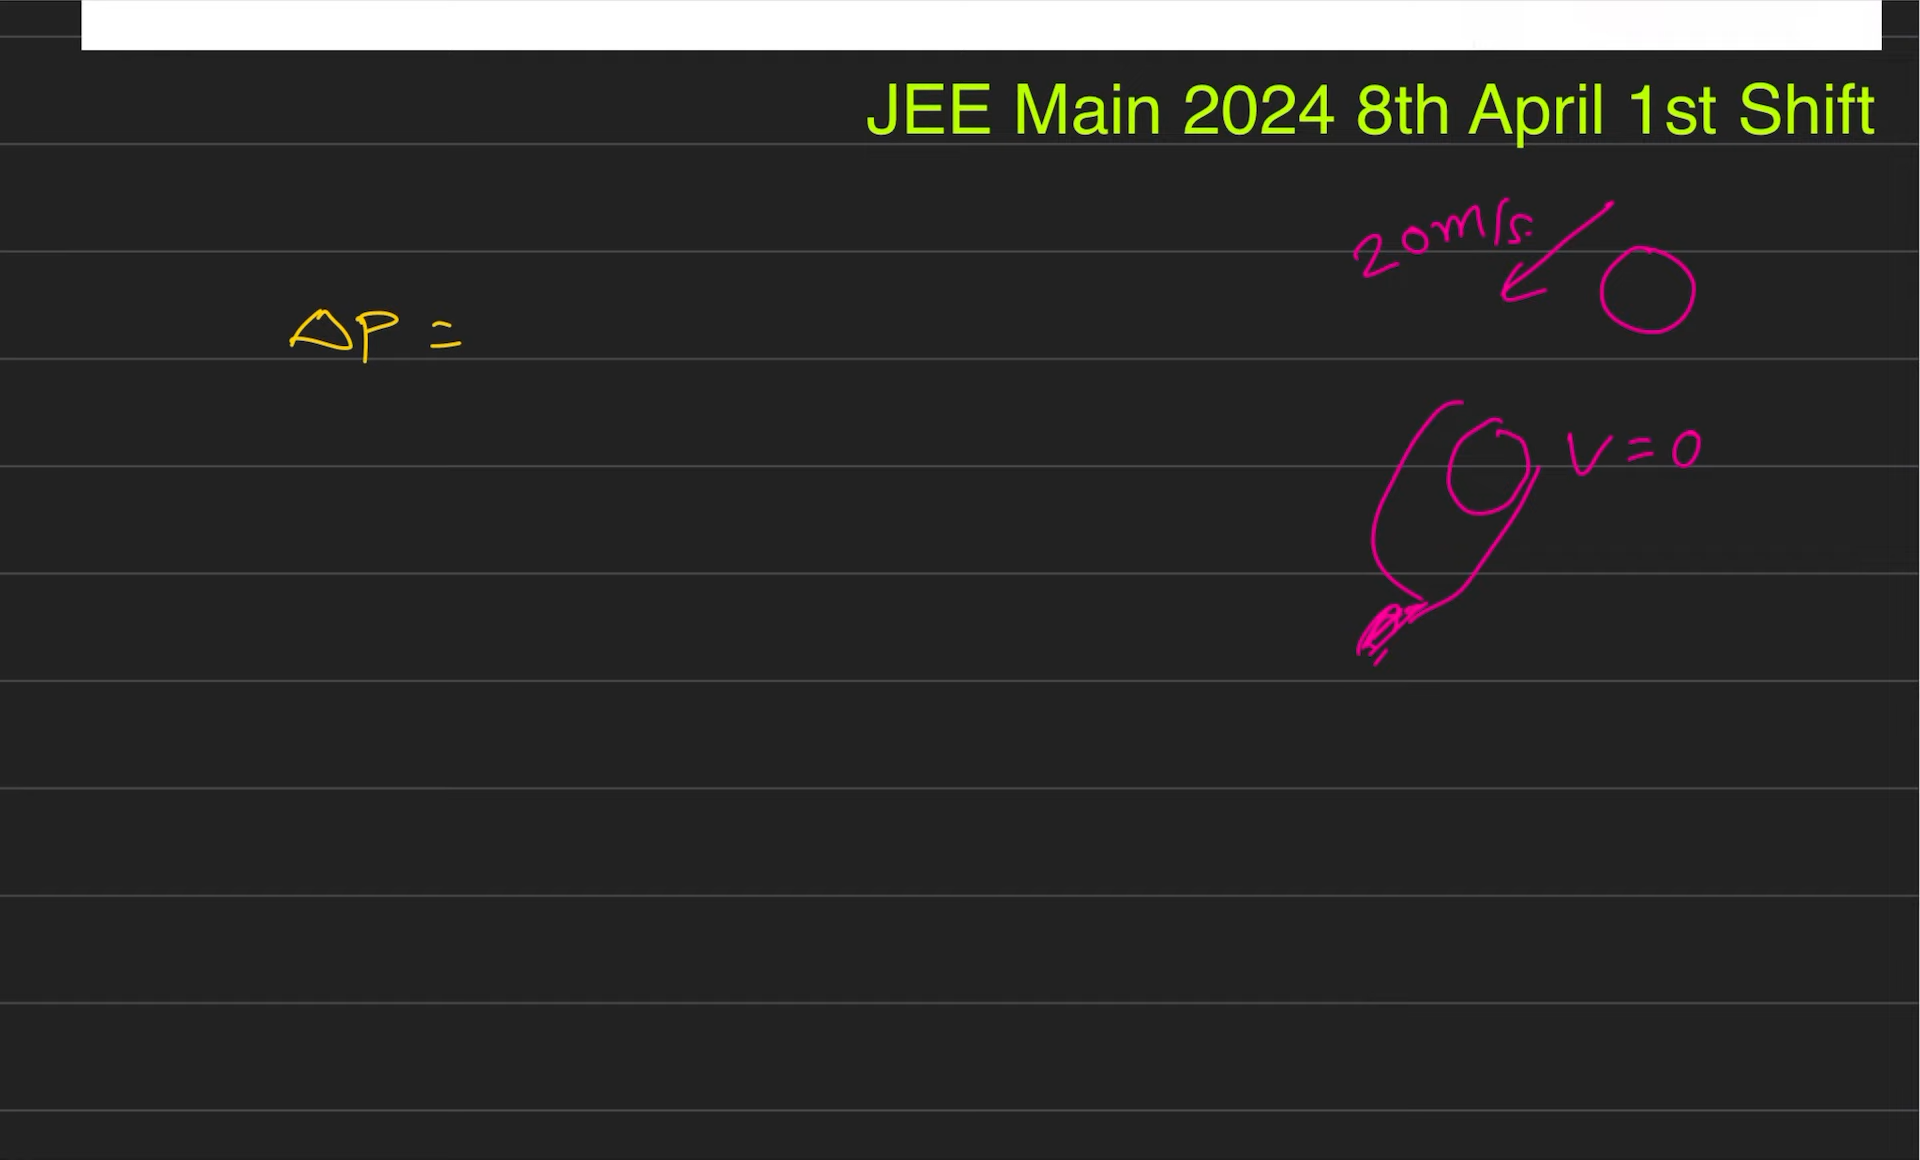 JEE Main 2024 8th April 1st Shift
20m/s.
ΔP =
V = 0